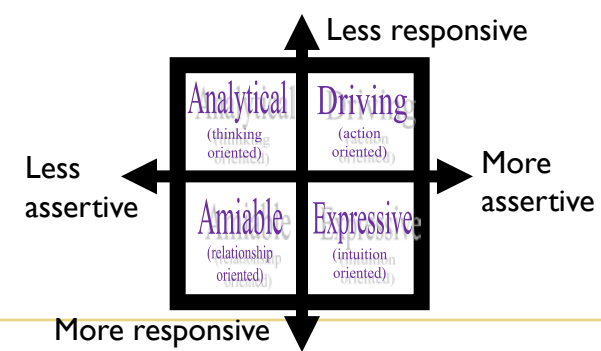 Less responsive
Analytical
(thinking
oriented)
Driving
(action
oriented)
Less
assertive
More
assertive
Amiable
(relationship
oriented)
Expressive
(intuition
oriented)
More responsive